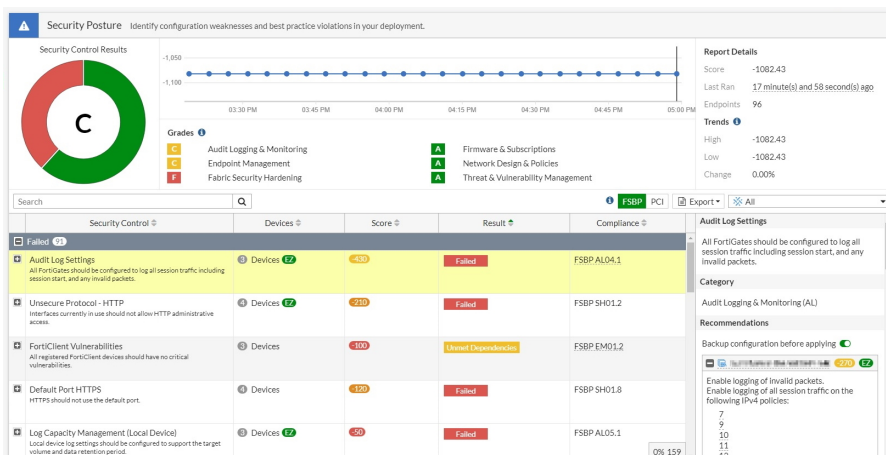 Security Posture Identify configuration weaknesses and best practice violations in your deployment.
Security Control Results
C
-1,050
-1,100
03:30 PM 03:45 PM 04:00 PM 04:15 PM 04:30 PM 04:45 PM 05:00 PM
Grades
C Audit Logging & Monitoring
C Endpoint Management
F Fabric Security Hardening
A Firmware & Subscriptions
A Network Design & Policies
A Threat & Vulnerability Management
Report Details
Score -1082.43
Last Ran 17 minute(s) and 58 second(s) ago
Endpoints 96
Trends
High -1082.43
Low -1082.43
Change 0.00%
Search
FSBP PCI Export All
Security Control Devices Score Result Compliance
Failed 91
Audit Log Settings 3 Devices EZ -430 Failed FSBP AL04.1
All FortiGates should be configured to log all session traffic including
session start, and any invalid packets.
Unsecure Protocol - HTTP 4 Devices EZ -210 Failed FSBP SH01.2
Interfaces currently in use should not allow HTTP administrative
access.
FortiClient Vulnerabilities 3 Devices -100 Unmet Dependencies FSBP EM01.2
All registered FortiClient devices should have no critical
vulnerabilities.
Default Port HTTPS 4 Devices -120 Failed FSBP SH01.8
HTTPS should not use the default port.
Log Capacity Management (Local Device) 3 Devices EZ -50 Failed FSBP AL05.1
Local device log settings should be configured to support the target
volume and data retention period.
0% 159
Audit Log Settings
All FortiGates should be configured to log all
session traffic including session start, and any
invalid packets.
Category
Audit Logging & Monitoring (AL)
Recommendations
Backup configuration before applying
-270 EZ
Enable logging of invalid packets.
Enable logging of all session traffic on the
following IPv4 policies:
7
9
10
11